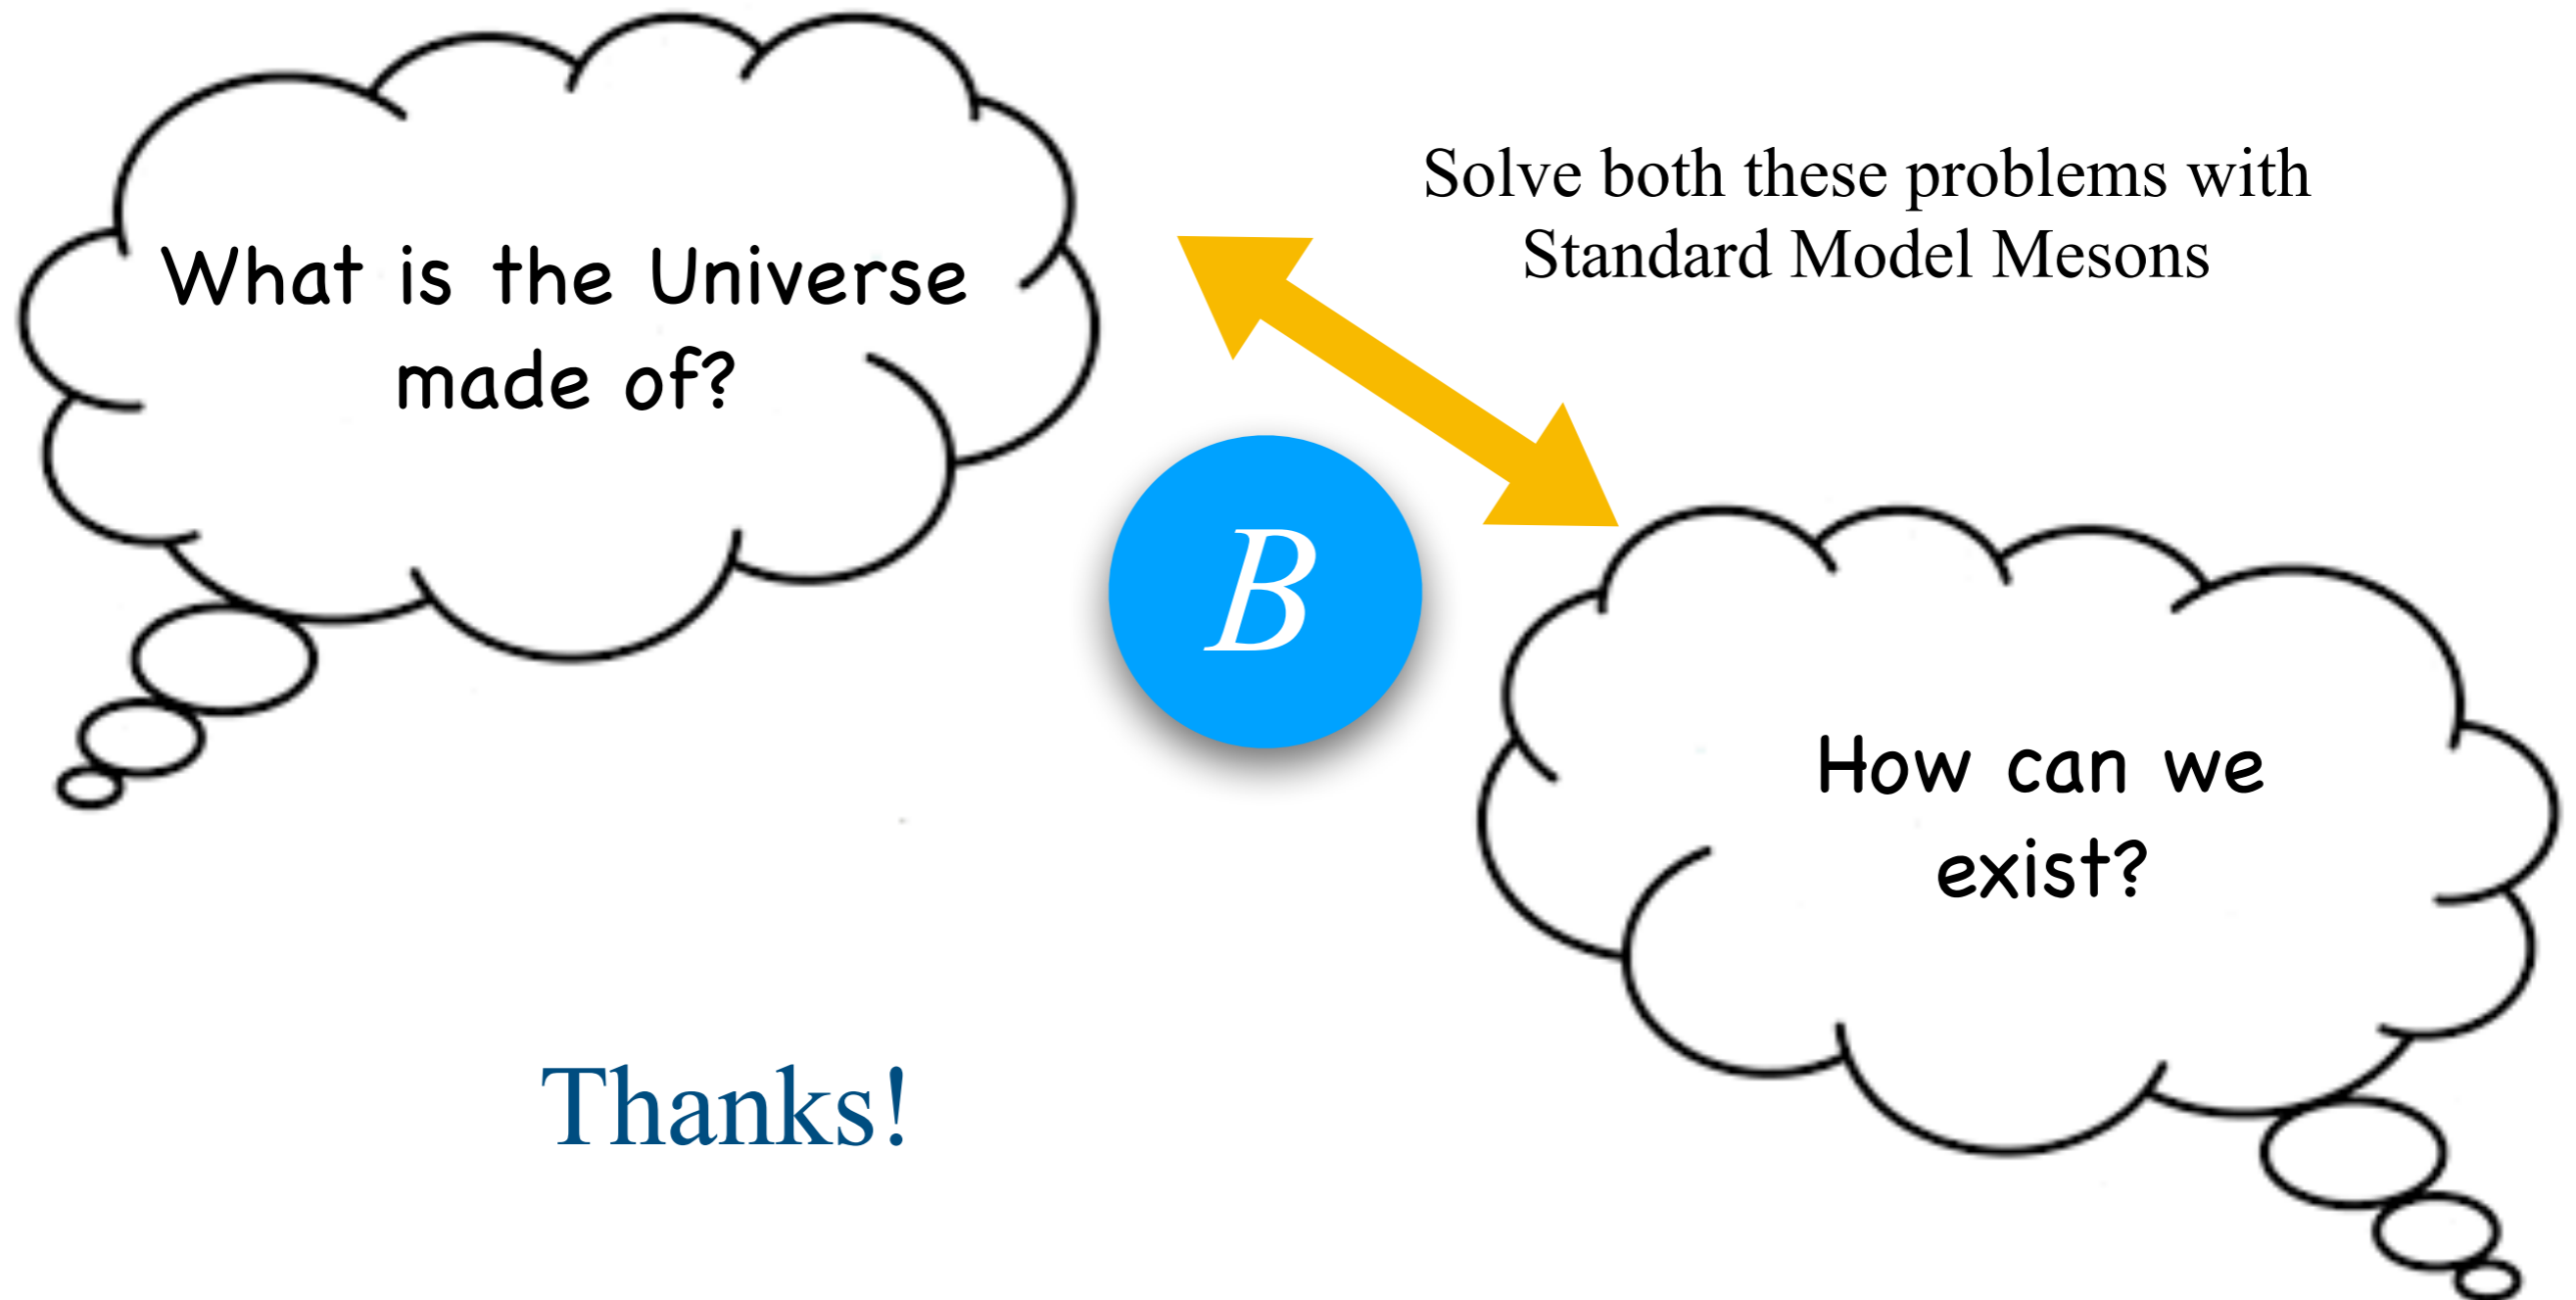 What is the Universe
made of?
Solve both these problems with
Standard Model Mesons
B
How can we
exist?
Thanks!